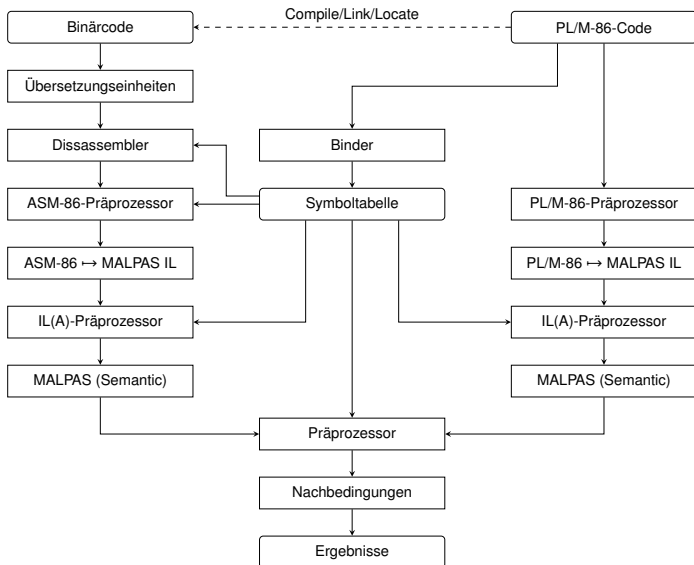 Compile/Link/Locate
Binärcode
PL/M-86-Code
Übersetzungseinheiten
Dissassembler
Binder
ASM-86-Präprozessor
Symboltabelle
PL/M-86-Präprozessor
ASM-86 ↦ MALPAS IL
PL/M-86 ↦ MALPAS IL
IL(A)-Präprozessor
IL(A)-Präprozessor
MALPAS (Semantic)
MALPAS (Semantic)
Präprozessor
Nachbedingungen
Ergebnisse